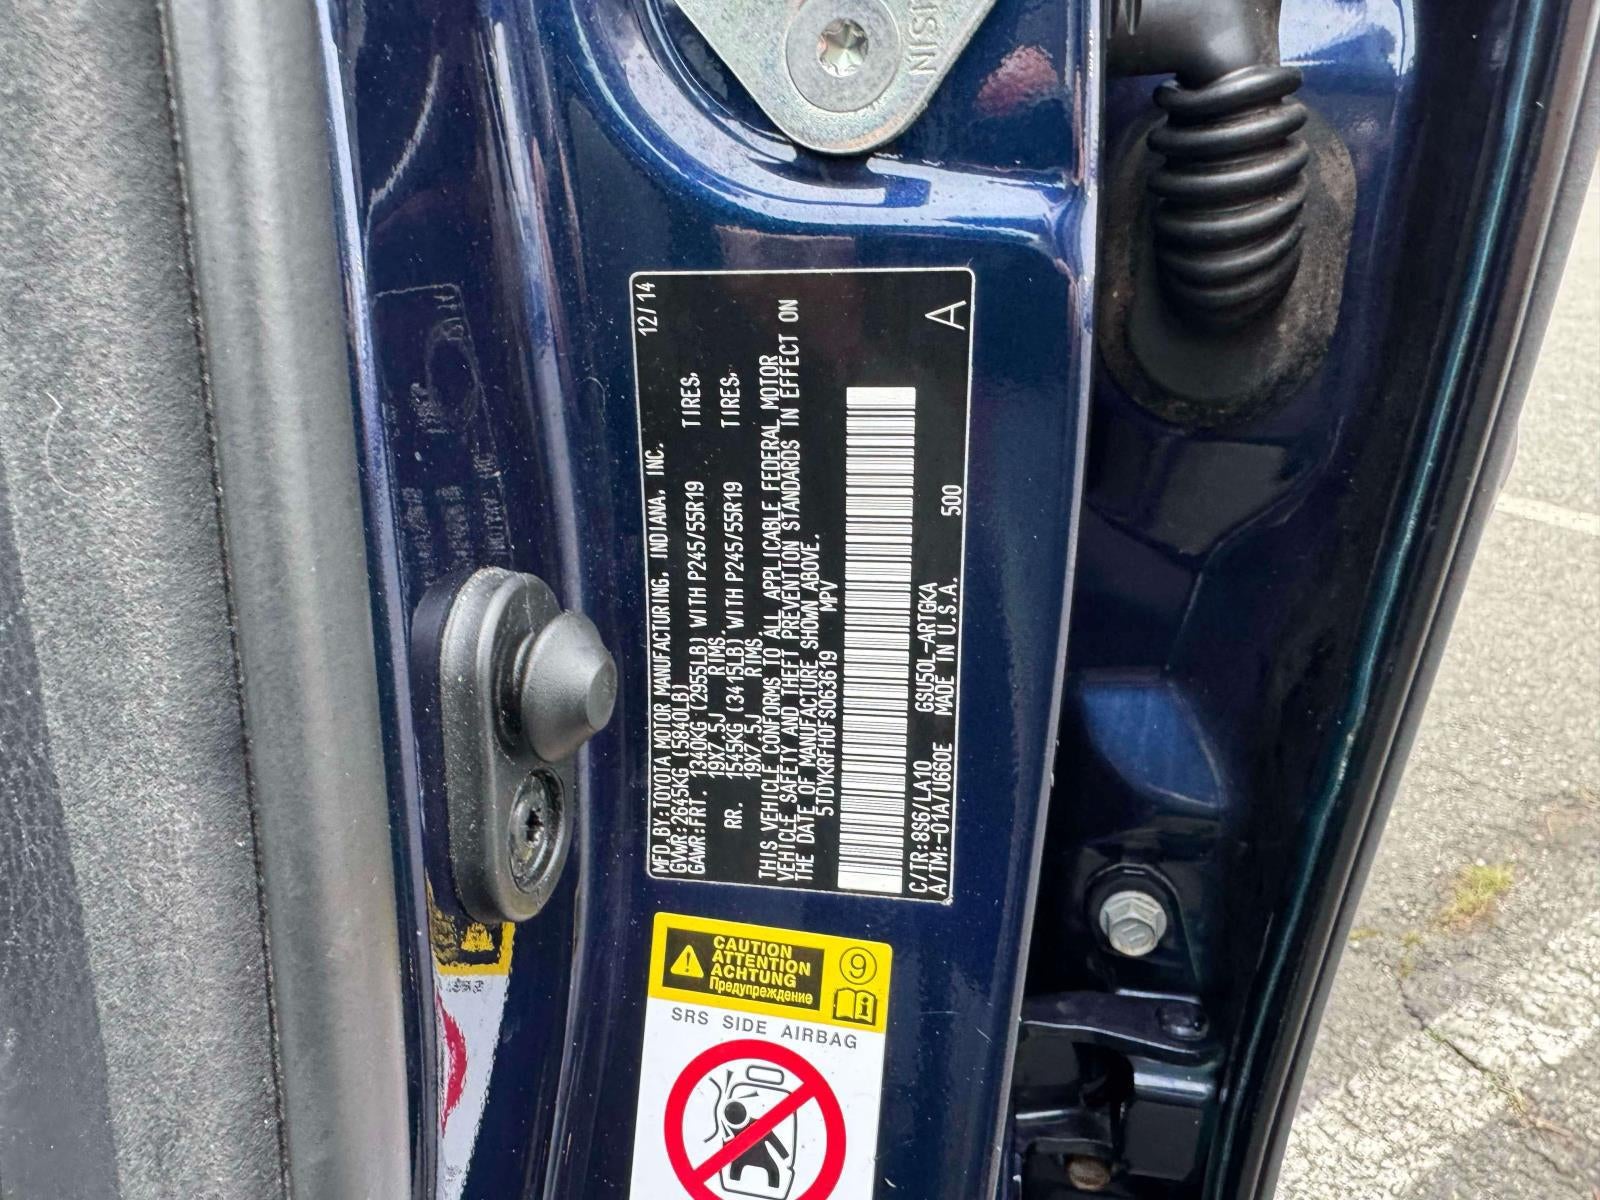 AISIN
MFD.BY:TOYOTA MOTOR MANUFACTURING, INDIANA, INC. 12/14
GVWR:2645KG (5840LB)
GAWR:FRT. 1340KG (2955LB) WITH P245/55R19 TIRES,
19X7.5J RIMS.
RR. 1545KG (3415LB) WITH P245/55R19 TIRES,
19X7.5J RIMS
THIS VEHICLE CONFORMS TO ALL APPLICABLE FEDERAL MOTOR
VEHICLE SAFETY AND THEFT PREVENTION STANDARDS IN EFFECT ON
THE DATE OF MANUFACTURE SHOWN ABOVE.
5TDYKRFH0FS063619 MPV
C/TR:8S6/LA10 GSU50L-ARTGKA 500 A
A/TM:-01A/U660E MADE IN U.S.A.
CAUTION
ATTENTION
ACHTUNG
Предупреждение
9
i
SRS SIDE AIRBAG